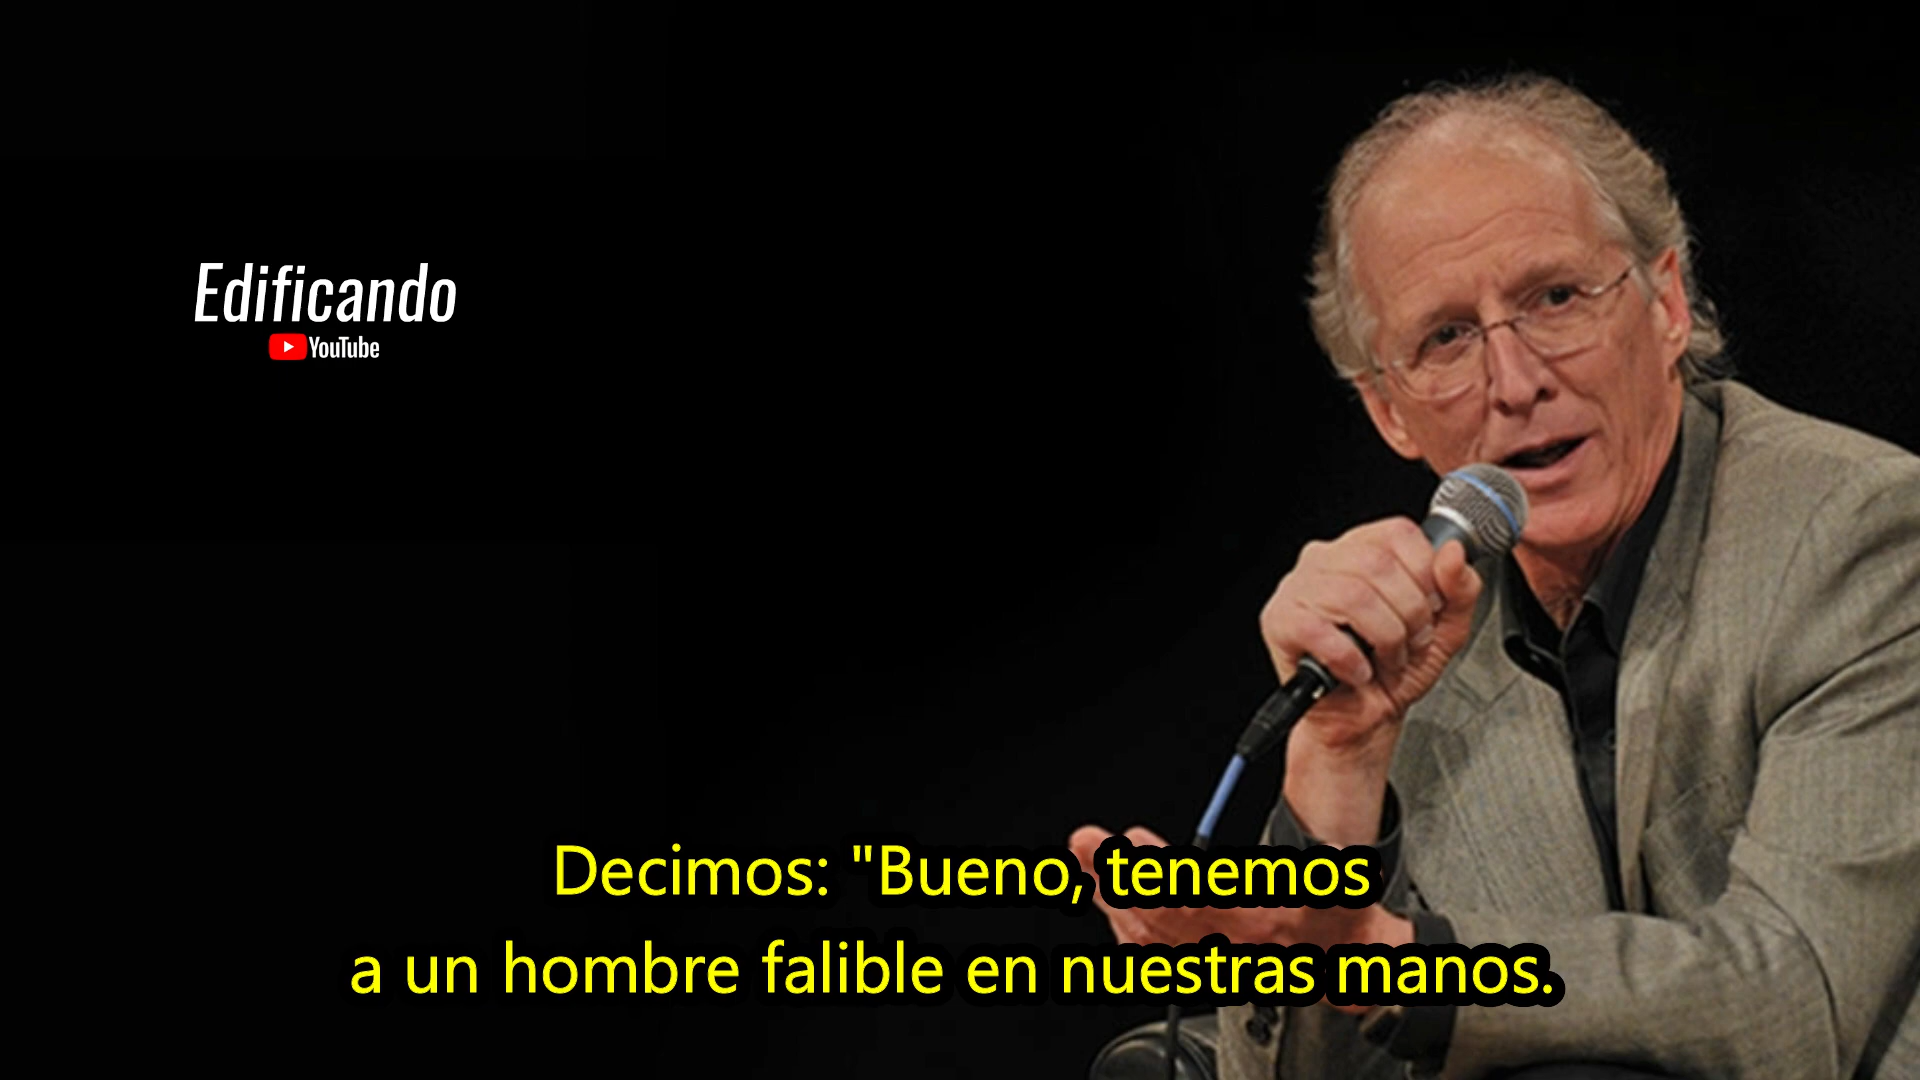 Edificando
YouTube
Decimos: "Bueno, tenemos
a un hombre falible en nuestras manos.